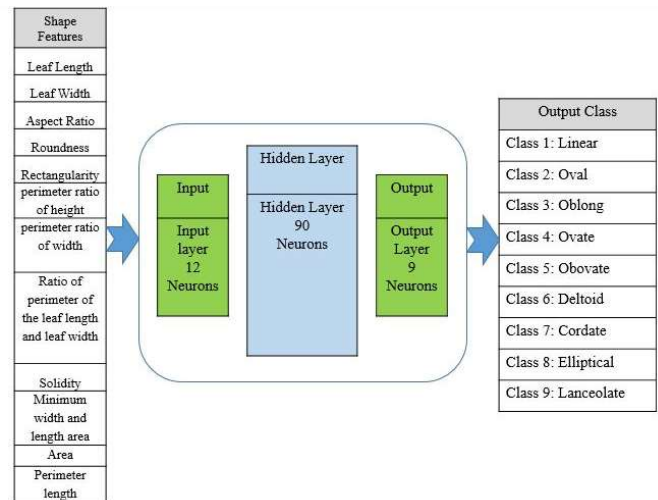 Shape
Features
Leaf Length
Leaf Width
Aspect Ratio
Roundness
Rectangularity
perimeter ratio
of height
perimeter ratio
of width
Ratio of
perimeter of
the leaf length
and leaf width
Solidity
Minimum
width and
length area
Area
Perimeter
length
Input
Input
layer
12
Neurons
Hidden Layer
Hidden Layer
90
Neurons
Output
Output
Layer
9
Neurons
Output Class
Class 1: Linear
Class 2: Oval
Class 3: Oblong
Class 4: Ovate
Class 5: Obovate
Class 6: Deltoid
Class 7: Cordate
Class 8: Elliptical
Class 9: Lanceolate